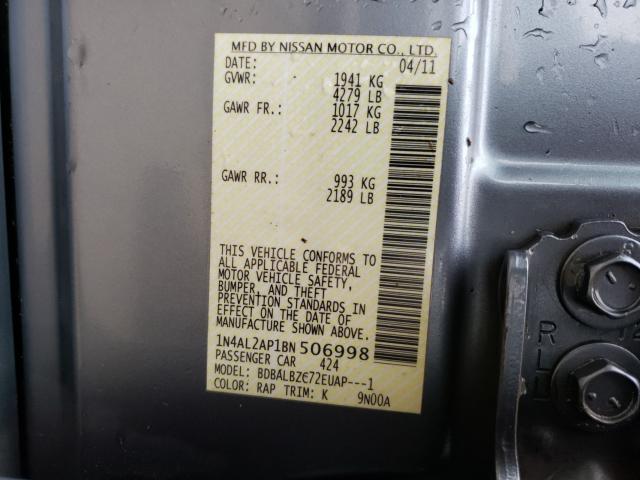 MFD BY NISSAN MOTOR CO., LTD.
DATE: 04/11
GVWR: 1941 KG
4279 LB
GAWR FR.: 1017 KG
2242 LB
GAWR RR.: 993 KG
2189 LB
THIS VEHICLE CONFORMS TO
ALL APPLICABLE FEDERAL
MOTOR VEHICLE SAFETY,
BUMPER, AND THEFT
PREVENTION STANDARDS IN
EFFECT ON THE DATE OF
MANUFACTURE SHOWN ABOVE.
1N4AL2AP1BN 506998
PASSENGER CAR 424
MODEL: BDBALBZ-E72EUAP---1
COLOR: RAP TRIM: K 9N00A
R
L